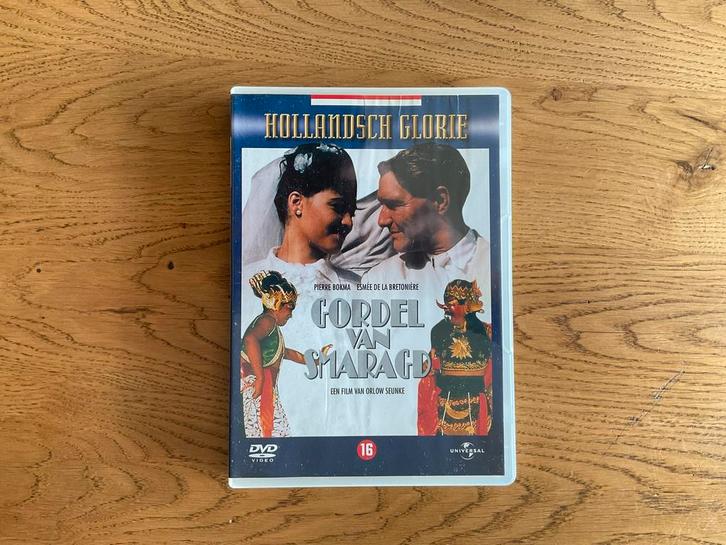 HOLLANDSCH GLORIE
PIERRE BOKMA ESMÉE DE LA BRETONIÈRE
GORDEL
VAN
SMARAGD
EEN FILM VAN ORLOW SEUNKE
DVD
VIDEO
16
UNIVERSAL